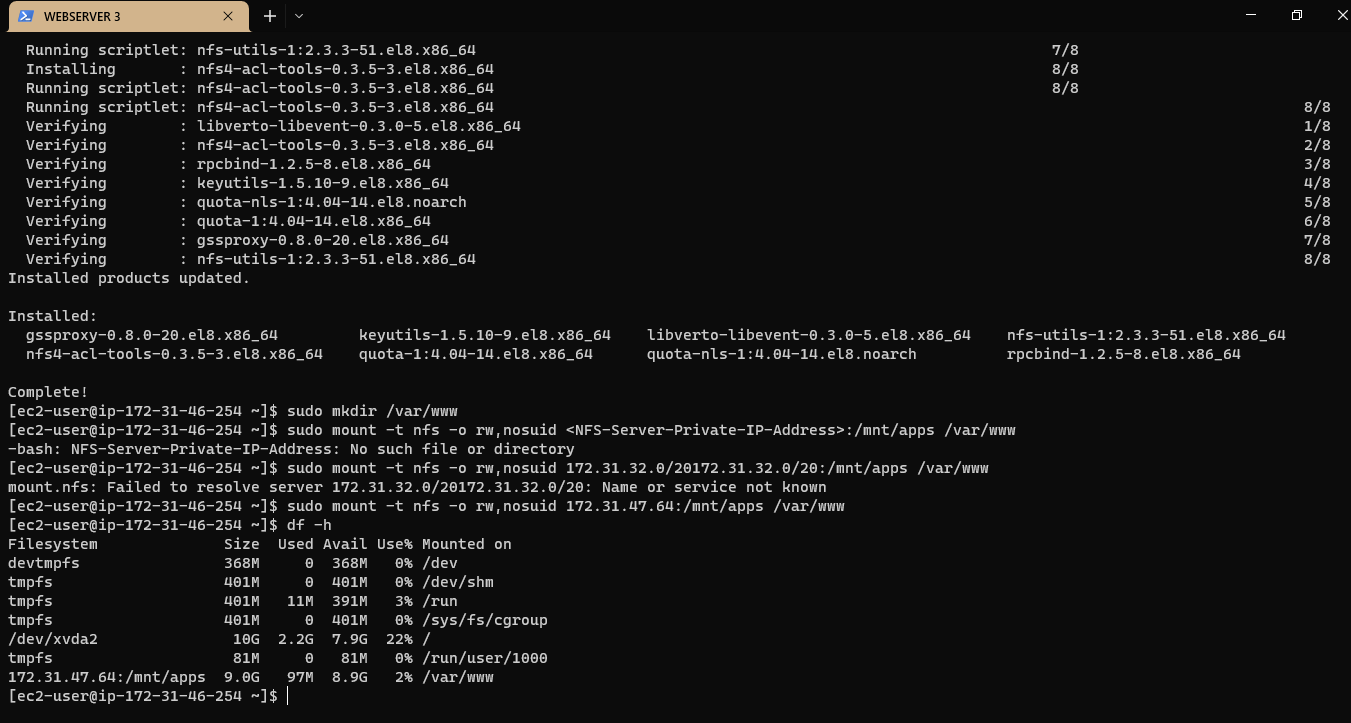 WEBSERVER 3
Running scriptlet: nfs-utils-1:2.3.3-51.el8.x86_64 7/8
Installing : nfs4-acl-tools-0.3.5-3.el8.x86_64 8/8
Running scriptlet: nfs4-acl-tools-0.3.5-3.el8.x86_64 8/8
Running scriptlet: nfs4-acl-tools-0.3.5-3.el8.x86_64 8/8
Verifying : libverto-libevent-0.3.0-5.el8.x86_64 1/8
Verifying : nfs4-acl-tools-0.3.5-3.el8.x86_64 2/8
Verifying : rpcbind-1.2.5-8.el8.x86_64 3/8
Verifying : keyutils-1.5.10-9.el8.x86_64 4/8
Verifying : quota-nls-1:4.04-14.el8.noarch 5/8
Verifying : quota-1:4.04-14.el8.x86_64 6/8
Verifying : gssproxy-0.8.0-20.el8.x86_64 7/8
Verifying : nfs-utils-1:2.3.3-51.el8.x86_64 8/8
Installed products updated.
Installed:
gssproxy-0.8.0-20.el8.x86_64 keyutils-1.5.10-9.el8.x86_64 libverto-libevent-0.3.0-5.el8.x86_64 nfs-utils-1:2.3.3-51.el8.x86_64
nfs4-acl-tools-0.3.5-3.el8.x86_64 quota-1:4.04-14.el8.x86_64 quota-nls-1:4.04-14.el8.noarch rpcbind-1.2.5-8.el8.x86_64
Complete!
[ec2-user@ip-172-31-46-254 ~]$ sudo mkdir /var/www
[ec2-user@ip-172-31-46-254 ~]$ sudo mount -t nfs -o rw,nosuid <NFS-Server-Private-IP-Address>:/mnt/apps /var/www
-bash: NFS-Server-Private-IP-Address: No such file or directory
[ec2-user@ip-172-31-46-254 ~]$ sudo mount -t nfs -o rw,nosuid 172.31.32.0/20172.31.32.0/20:/mnt/apps /var/www
mount.nfs: Failed to resolve server 172.31.32.0/20172.31.32.0/20: Name or service not known
[ec2-user@ip-172-31-46-254 ~]$ sudo mount -t nfs -o rw,nosuid 172.31.47.64:/mnt/apps /var/www
[ec2-user@ip-172-31-46-254 ~]$ df -h
Filesystem Size Used Avail Use% Mounted on
devtmpfs 368M 0 368M 0% /dev
tmpfs 401M 0 401M 0% /dev/shm
tmpfs 401M 11M 391M 3% /run
tmpfs 401M 0 401M 0% /sys/fs/cgroup
/dev/xvda2 10G 2.2G 7.9G 22% /
tmpfs 81M 0 81M 0% /run/user/1000
172.31.47.64:/mnt/apps 9.0G 97M 8.9G 2% /var/www
[ec2-user@ip-172-31-46-254 ~]$